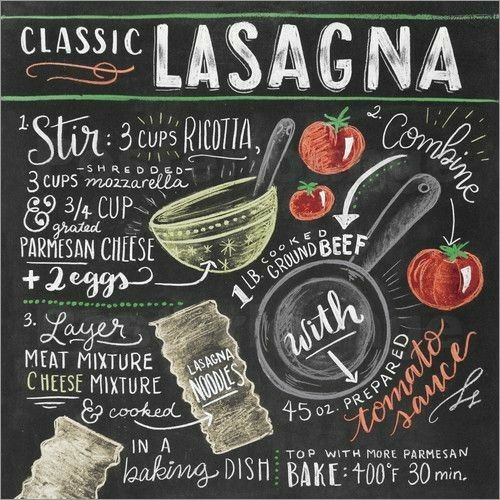 CLASSIC LASAGNA
1. Stir: 3 CUPS RICOTTA,
SHREDDED
3 CUPS mozzarella
& 3/4 CUP
grated
PARMESAN CHEESE
+ 2 eggs
2. Combine
1 LB. COOKED
GROUND BEEF
with
45 oz. PREPARED
tomato
sauce
3. Layer
MEAT MIXTURE
CHEESE MIXTURE
& cooked
LASAGNA
NOODLES
IN A
baking DISH
TOP WITH MORE PARMESAN
BAKE: 400°F 30 min.